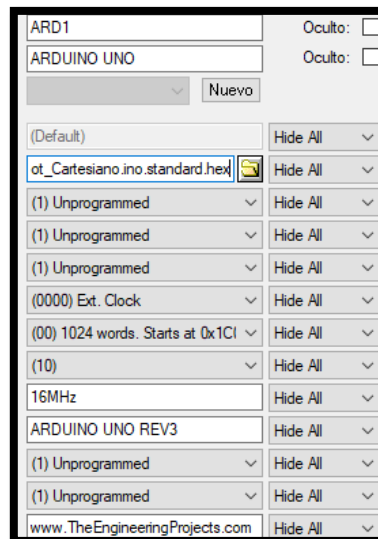 ARD1 Oculto:
ARDUINO UNO Oculto:
Nuevo
(Default) Hide All
ot_Cartesiano.ino.standard.hex Hide All
(1) Unprogrammed Hide All
(1) Unprogrammed Hide All
(1) Unprogrammed Hide All
(0000) Ext. Clock Hide All
(00) 1024 words. Starts at 0x1C( Hide All
(10) Hide All
16MHz Hide All
ARDUINO UNO REV3 Hide All
(1) Unprogrammed Hide All
(1) Unprogrammed Hide All
www.TheEngineeringProjects.com Hide All